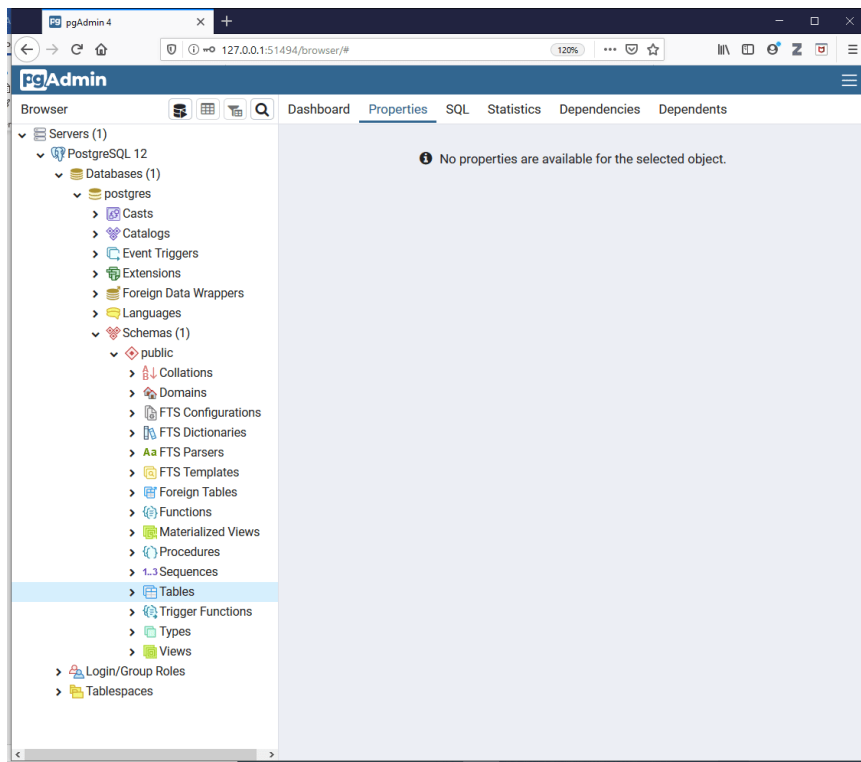 pgAdmin 4
127.0.0.1:51494/browser/#
120%
pgAdmin
Browser
Dashboard Properties SQL Statistics Dependencies Dependents
Servers (1)
PostgreSQL 12
Databases (1)
postgres
Casts
Catalogs
Event Triggers
Extensions
Foreign Data Wrappers
Languages
Schemas (1)
public
Collations
Domains
FTS Configurations
FTS Dictionaries
Aa FTS Parsers
FTS Templates
Foreign Tables
Functions
Materialized Views
Procedures
1..3 Sequences
Tables
Trigger Functions
Types
Views
Login/Group Roles
Tablespaces
No properties are available for the selected object.